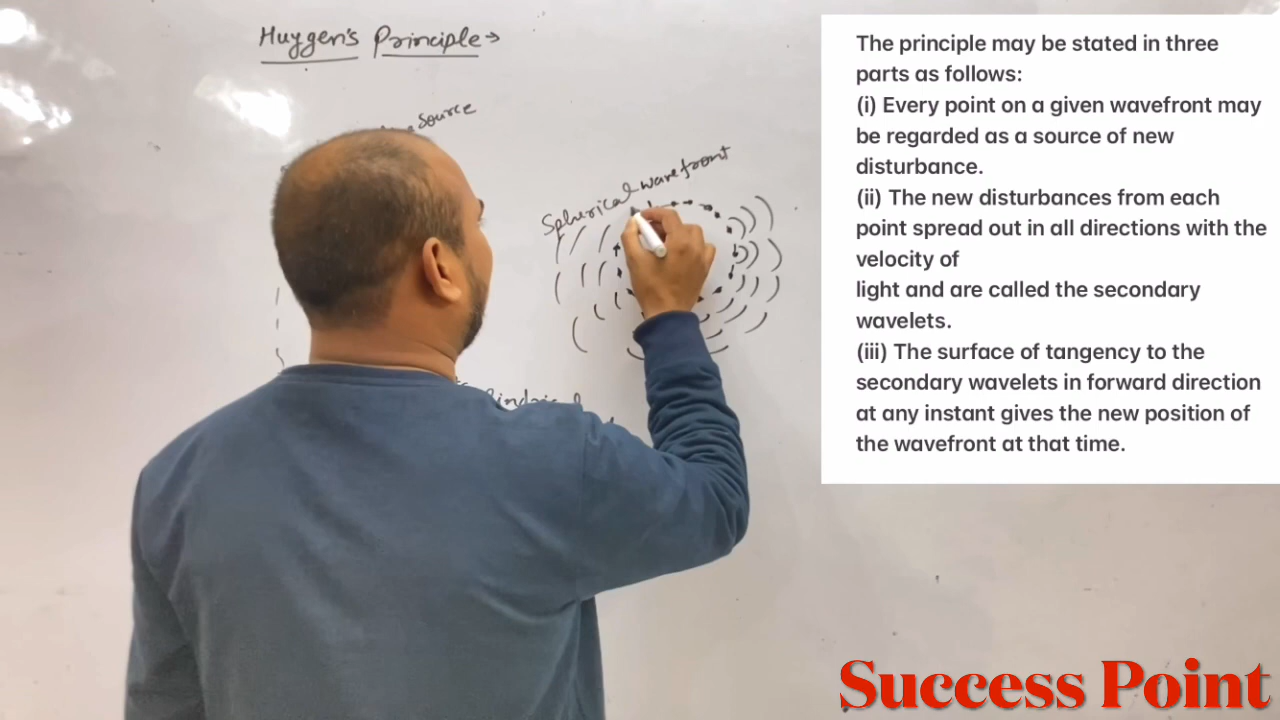 Huygen's Principle →
Source
Spherical wavefront
The principle may be stated in three
parts as follows:
(i) Every point on a given wavefront may
be regarded as a source of new
disturbance.
(ii) The new disturbances from each
point spread out in all directions with the
velocity of
light and are called the secondary
wavelets.
(iii) The surface of tangency to the
secondary wavelets in forward direction
at any instant gives the new position of
the wavefront at that time.
Success Point